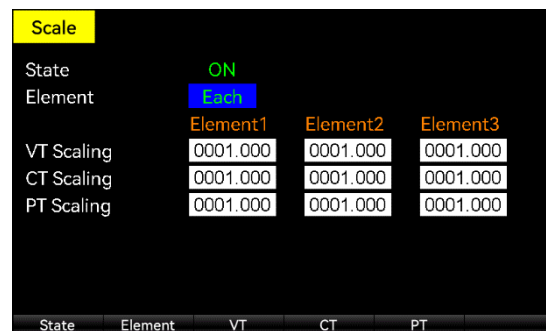 Scale
State ON
Element Each
Element1 Element2 Element3
VT Scaling 0001.000 0001.000 0001.000
CT Scaling 0001.000 0001.000 0001.000
PT Scaling 0001.000 0001.000 0001.000
State Element VT CT PT